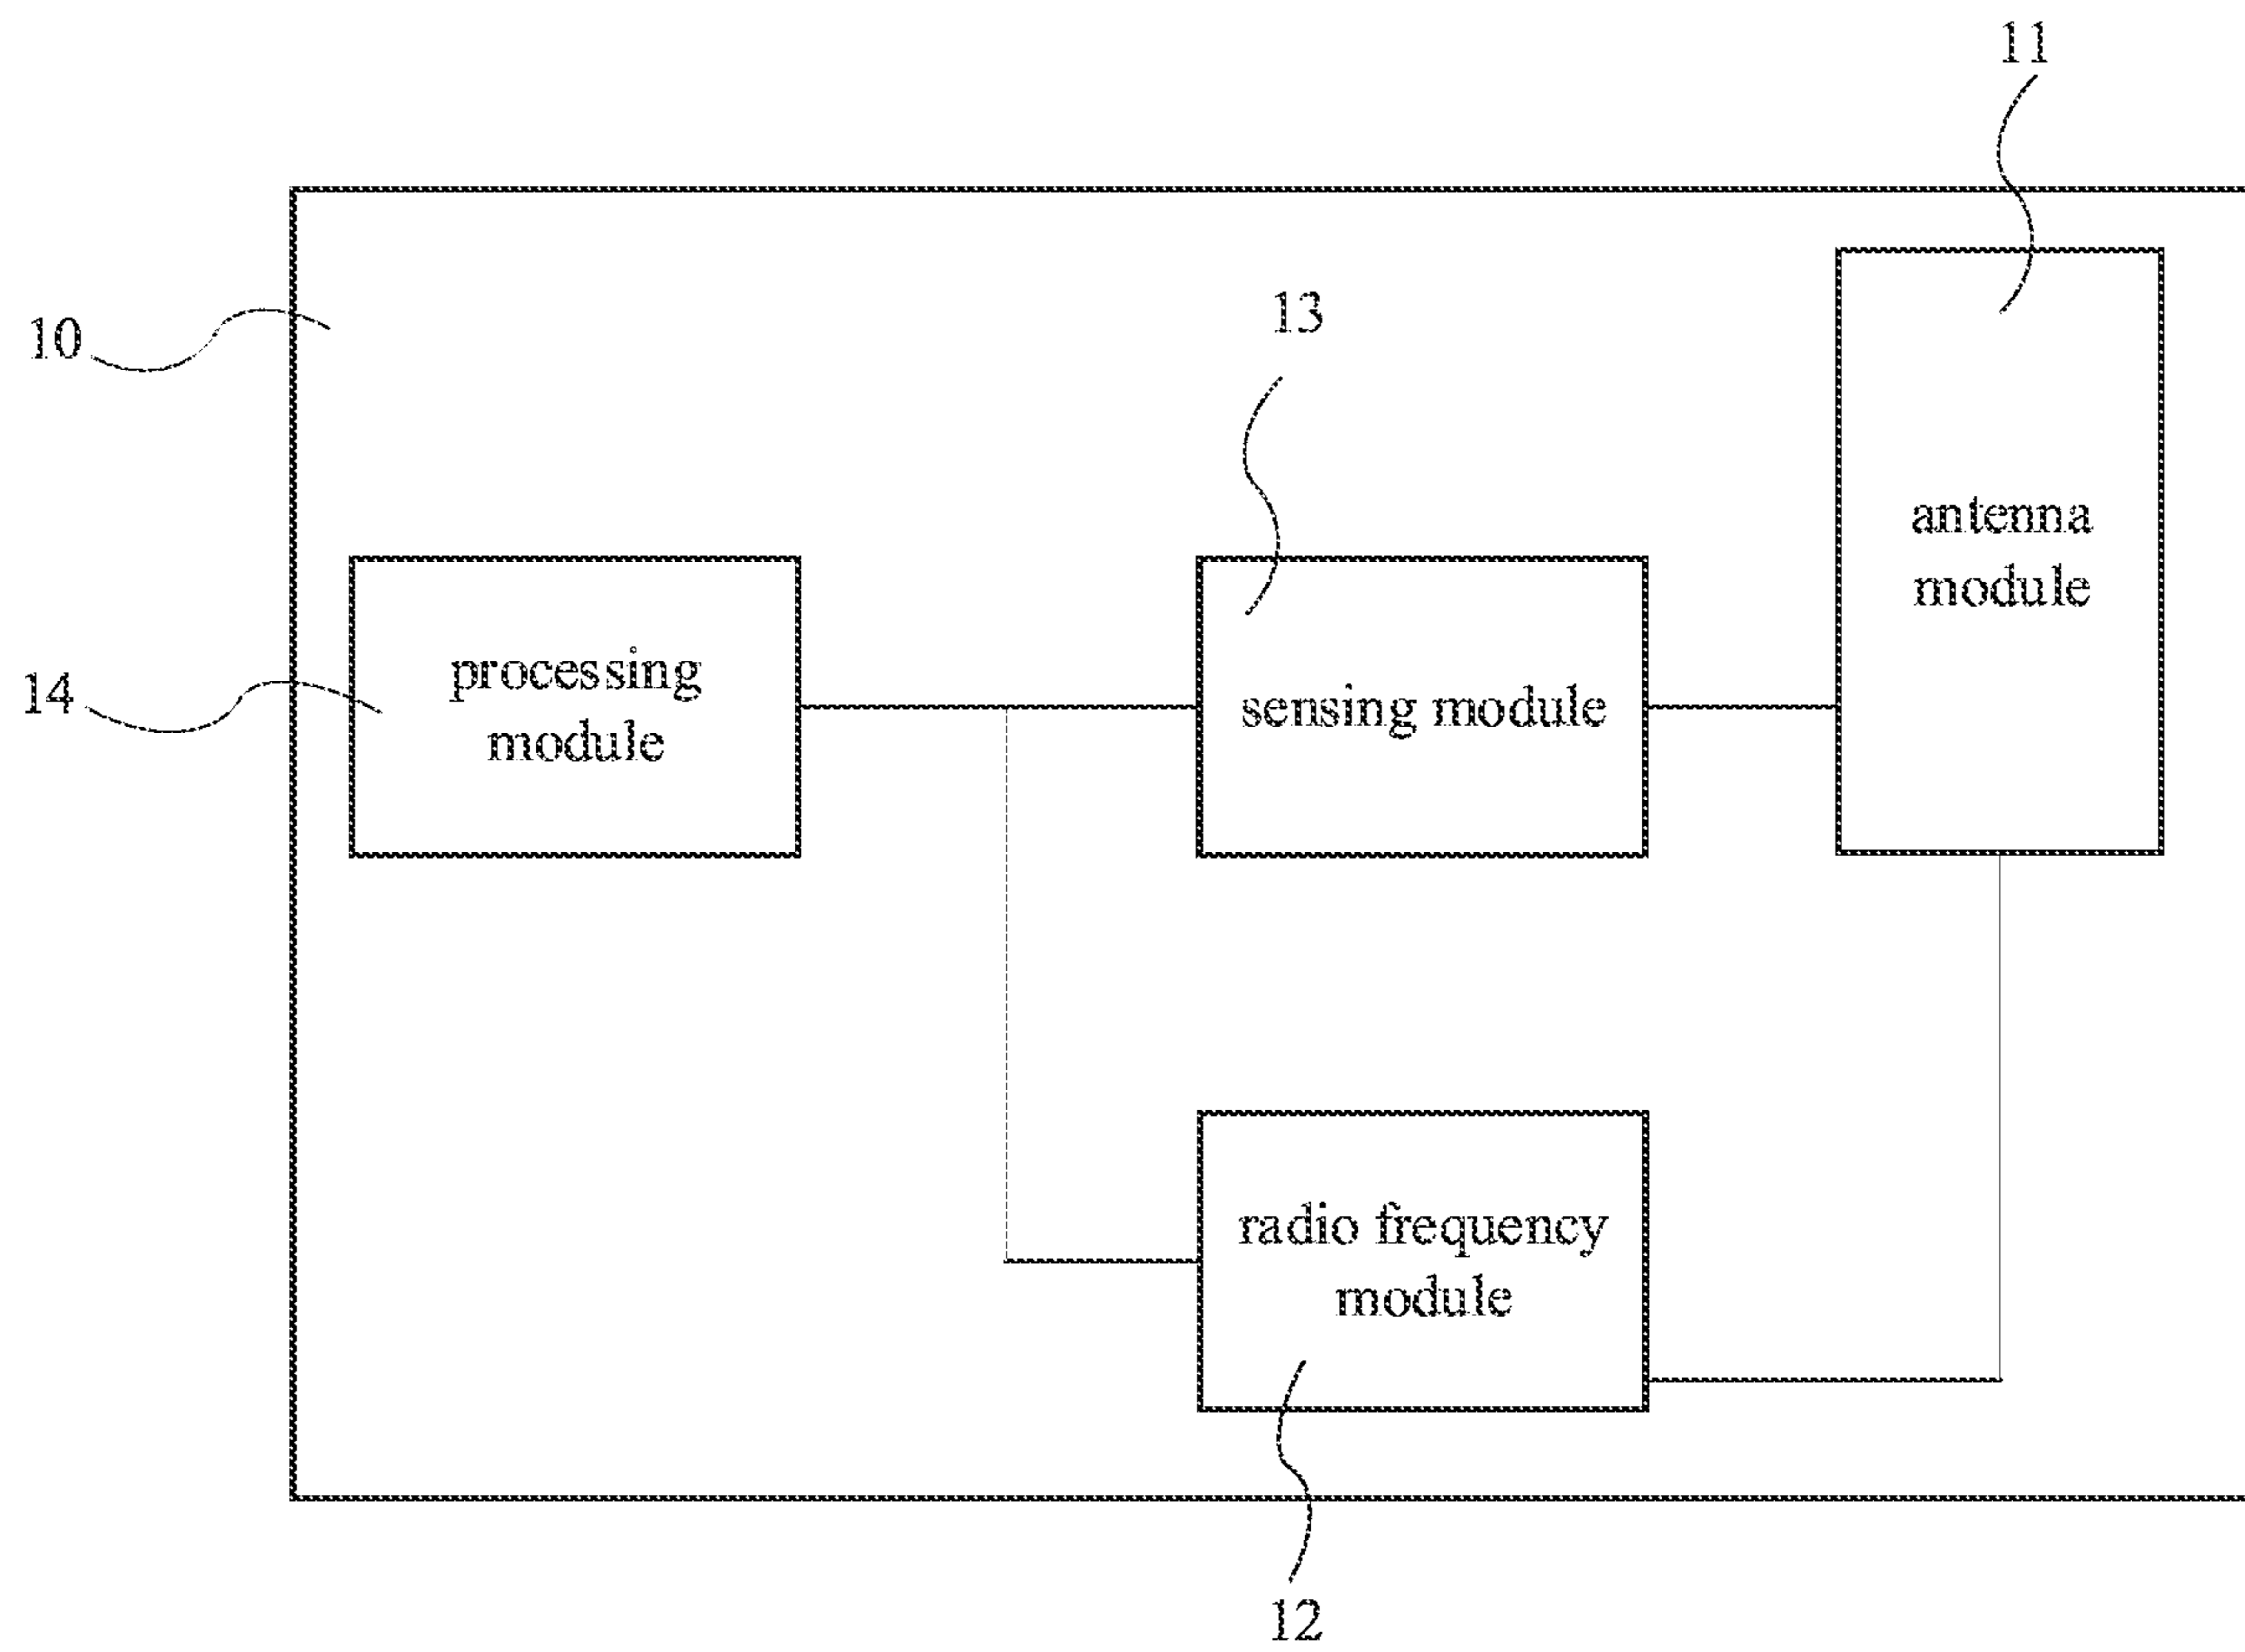 11
10
13
antenna
module
14
processing
module
sensing module
radio frequency
module
12